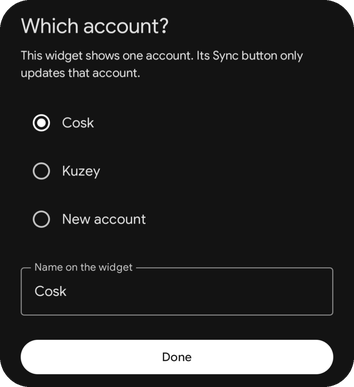 Which account?
This widget shows one account. Its Sync button only
updates that account.
Cosk
Kuzey
New account
Name on the widget
Cosk
Done